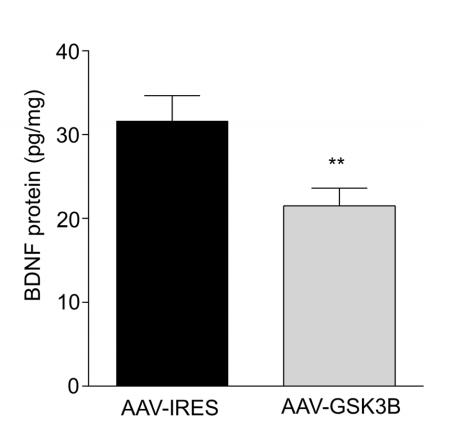 BDNF protein (pg/mg)
40
30
20
10
0
**
AAV-IRES
AAV-GSK3B